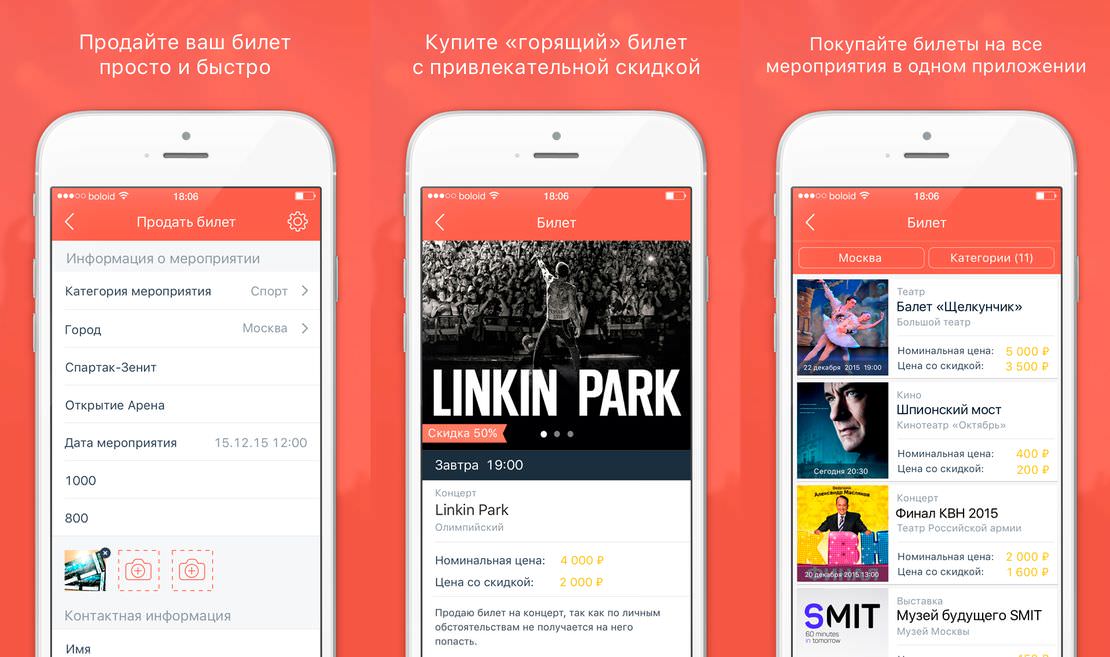 Продайте ваш билет
просто и быстро
boloid 18:06
Продать билет
Информация о мероприятии
Категория мероприятия Спорт
Город Москва
Спартак-Зенит
Открытие Арена
Дата мероприятия 15.12.15 12:00
1000
800
Контактная информация
Имя
Купите «горящий» билет
с привлекательной скидкой
boloid 18:06
Билет
LINKIN PARK
Скидка 50%
Завтра 19:00
Концерт
Linkin Park
Олимпийский
Номинальная цена: 4 000 ₽
Цена со скидкой: 2 000 ₽
Продаю билет на концерт, так как по личным
обстоятельствам не получается на него
попасть.
Покупайте билеты на все
мероприятия в одном приложении
boloid 18:06
Билет
Москва Категории (11)
Театр
Балет «Щелкунчик»
Большой театр
Номинальная цена: 5 000 ₽
Цена со скидкой: 3 500 ₽
22 декабря 2015 19:00
Кино
Шпионский мост
Кинотеатр «Октябрь»
Номинальная цена: 400 ₽
Цена со скидкой: 200 ₽
Сегодня 20:30
Александр Масляков
Концерт
Финал КВН 2015
Театр Российской армии
Номинальная цена: 2 000 ₽
Цена со скидкой: 1 600 ₽
20 декабря 2015 13:00
SMIT
60 minutes
in tomorrow
Выставка
Музей будущего SMIT
Музей Москвы